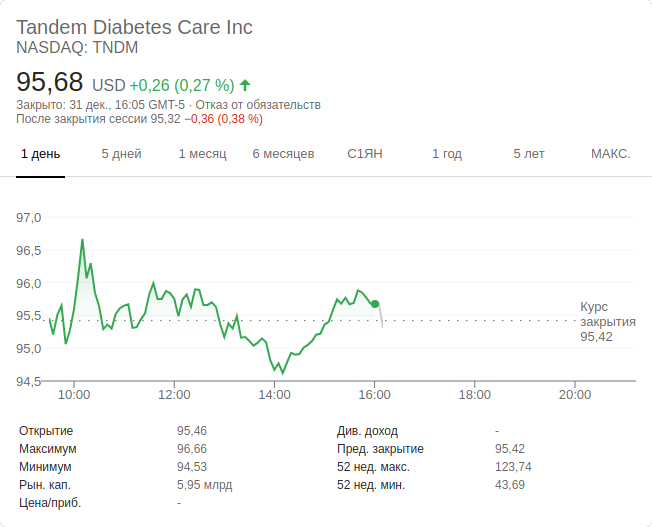 Tandem Diabetes Care Inc
NASDAQ: TNDM
95,68 USD +0,26 (0,27 %)
Закрыто: 31 дек., 16:05 GMT-5 · Отказ от обязательств
После закрытия сессии 95,32 −0,36 (0,38 %)
1 день 5 дней 1 месяц 6 месяцев С1ЯН 1 год 5 лет МАКС.
97,0
96,5
96,0
95,5
95,0
94,5
Курс
закрытия
95,42
10:00 12:00 14:00 16:00 18:00 20:00
Открытие 95,46 Див. доход -
Максимум 96,66 Пред. закрытие 95,42
Минимум 94,53 52 нед. макс. 123,74
Рын. кап. 5,95 млрд 52 нед. мин. 43,69
Цена/приб. -